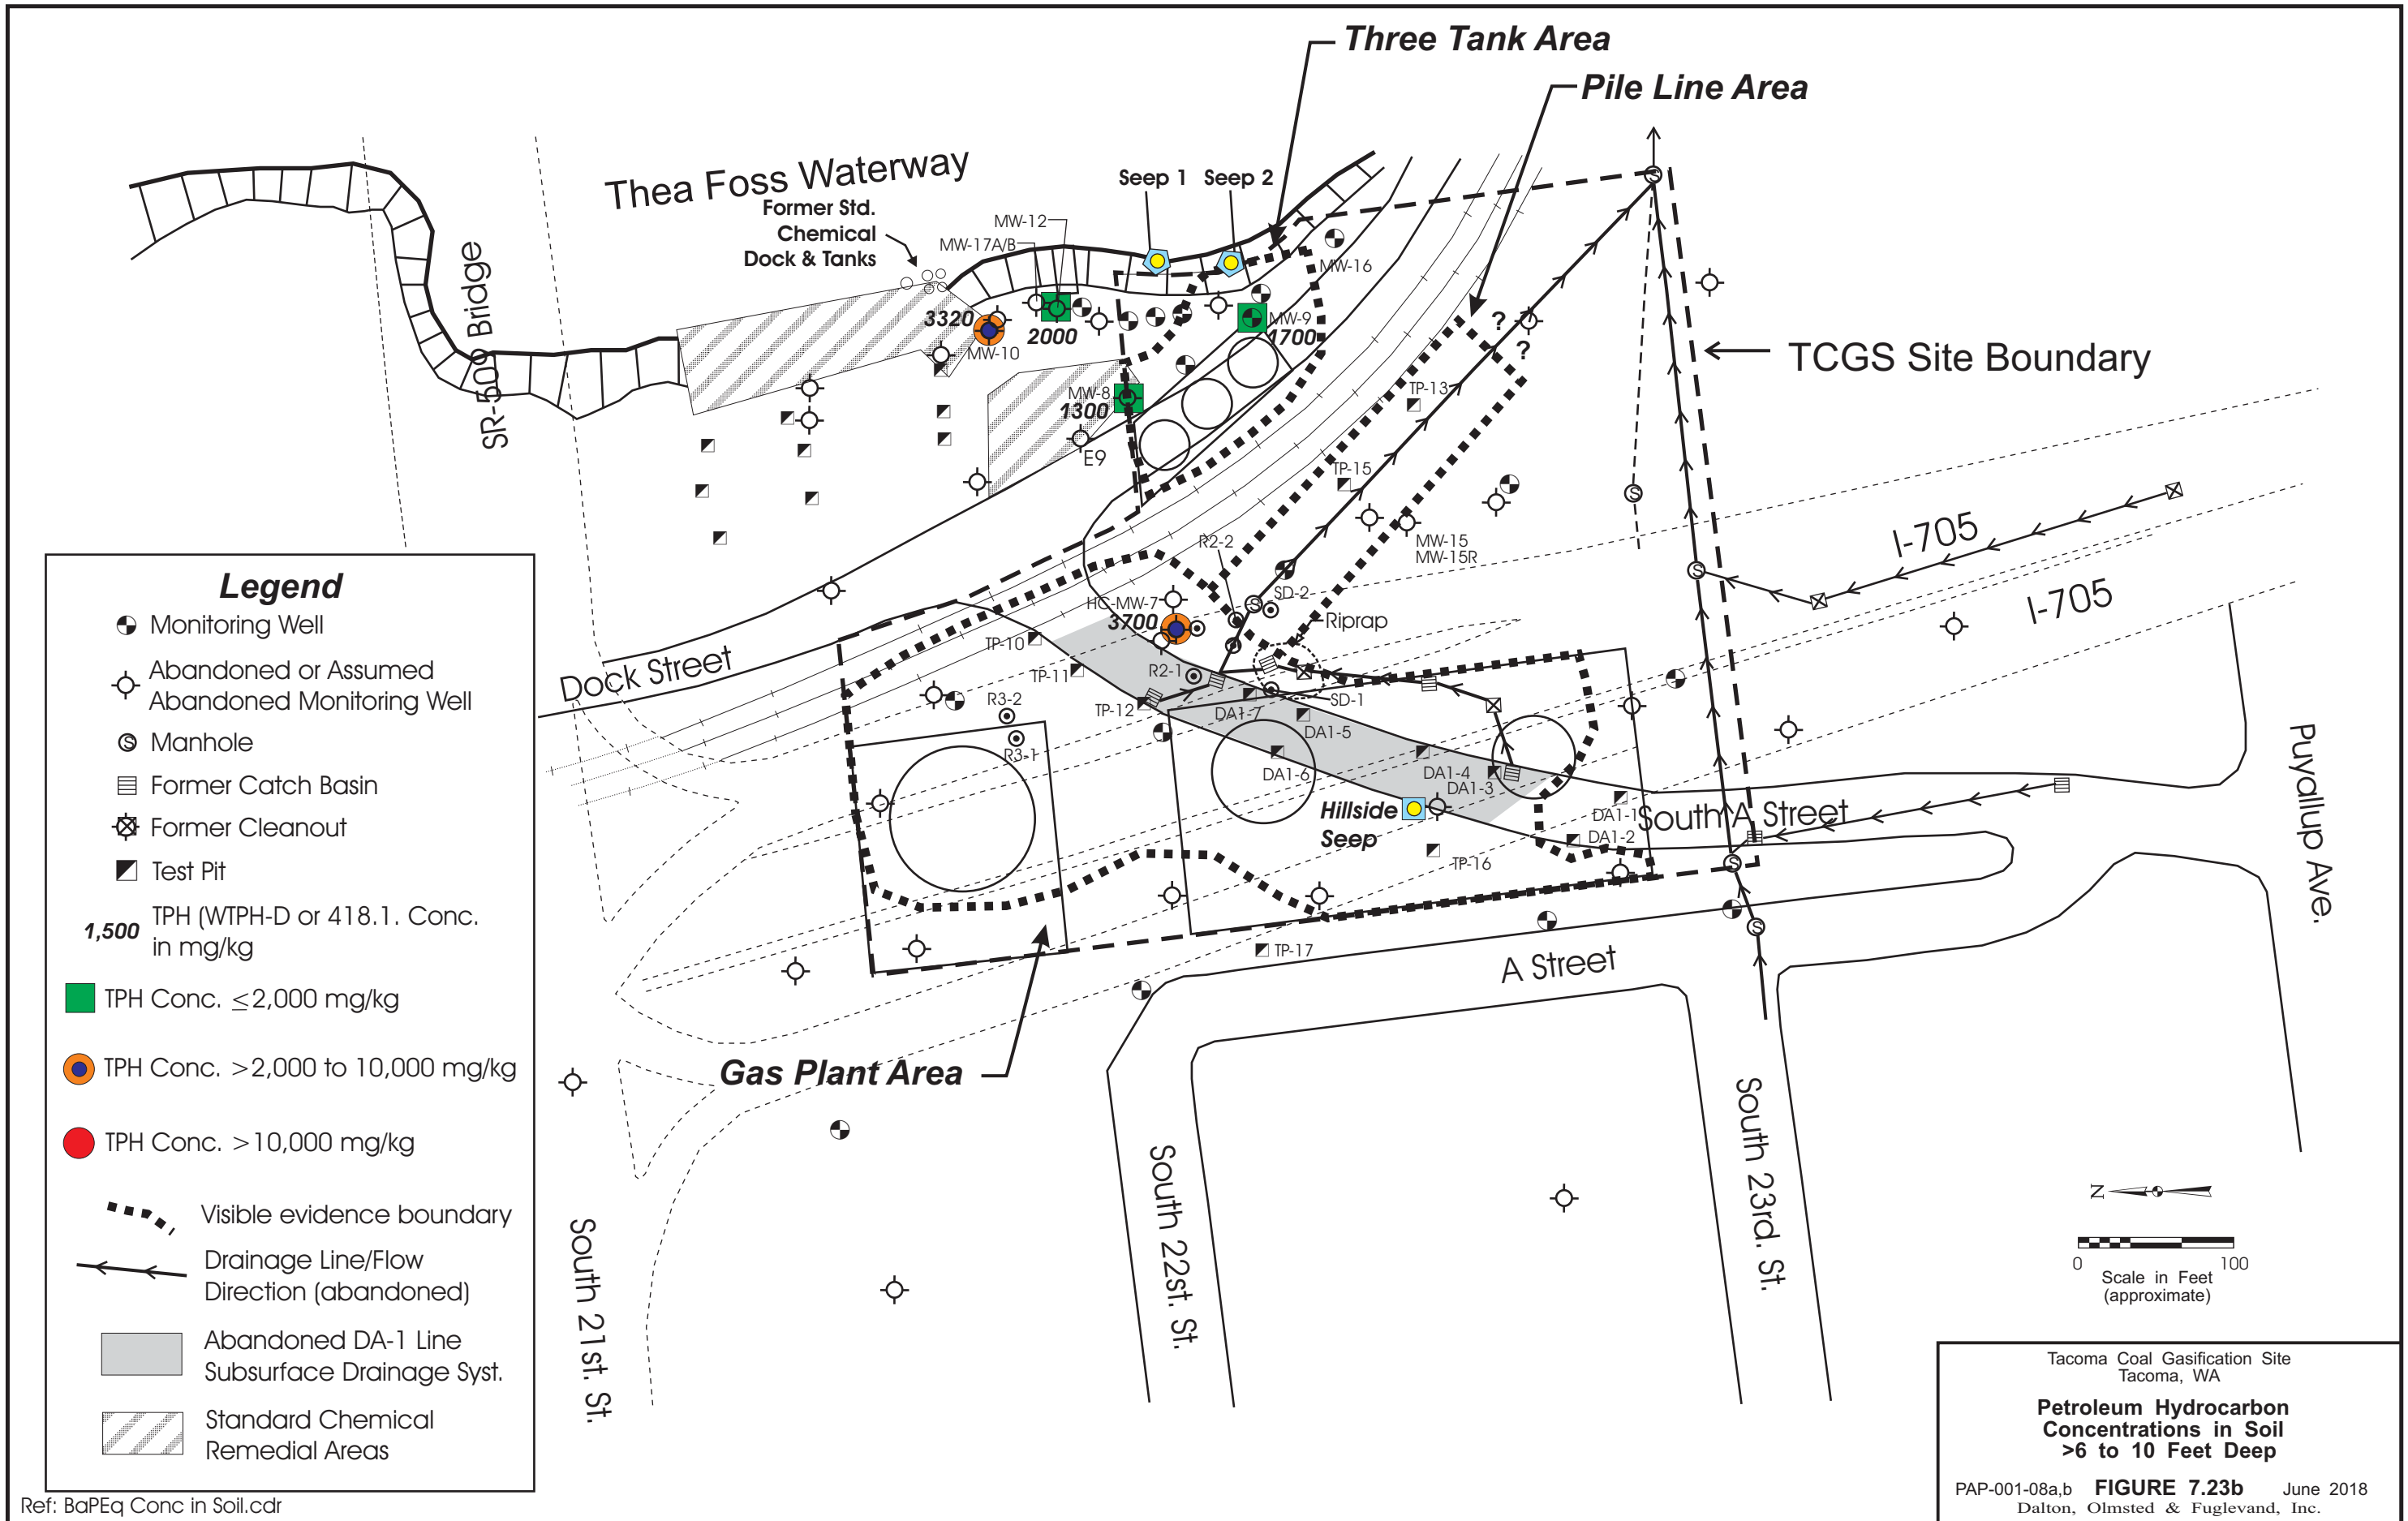 Three Tank Area
Pile Line Area
Thea Foss Waterway
Seep 1
Seep 2
Former Std.
Chemical
Dock & Tanks
MW-12
MW-17A/B
MW-16
3320
2000
MW-10
MW-9
1700
?
?
TCGS Site Boundary
SR-509 Bridge
MW-8
1300
E9
TP-13
TP-15
I-705
I-705
R2-2
MW-15
MW-15R
HC-MW-7
3700
SD-2
Riprap
TP-10
TP-11
R2-1
TP-12
Dock Street
R3-2
R3-1
SD-1
DA1-7
DA1-5
DA1-6
DA1-4
DA1-3
Hillside
Seep
DA1-1
DA1-2
South A Street
TP-16
TP-17
A Street
Puyallup Ave.
Gas Plant Area
South 21st. St.
South 22st. St.
South 23rd. St.
Legend
Monitoring Well
Abandoned or Assumed
Abandoned Monitoring Well
S Manhole
Former Catch Basin
Former Cleanout
Test Pit
1,500 TPH (WTPH-D or 418.1. Conc.
in mg/kg
TPH Conc. ≤2,000 mg/kg
TPH Conc. >2,000 to 10,000 mg/kg
TPH Conc. >10,000 mg/kg
Visible evidence boundary
Drainage Line/Flow
Direction (abandoned)
Abandoned DA-1 Line
Subsurface Drainage Syst.
Standard Chemical
Remedial Areas
Ref: BaPEq Conc in Soil.cdr
N
0 100
Scale in Feet
(approximate)
Tacoma Coal Gasification Site
Tacoma, WA
Petroleum Hydrocarbon
Concentrations in Soil
>6 to 10 Feet Deep
PAP-001-08a,b FIGURE 7.23b June 2018
Dalton, Olmsted & Fuglevand, Inc.